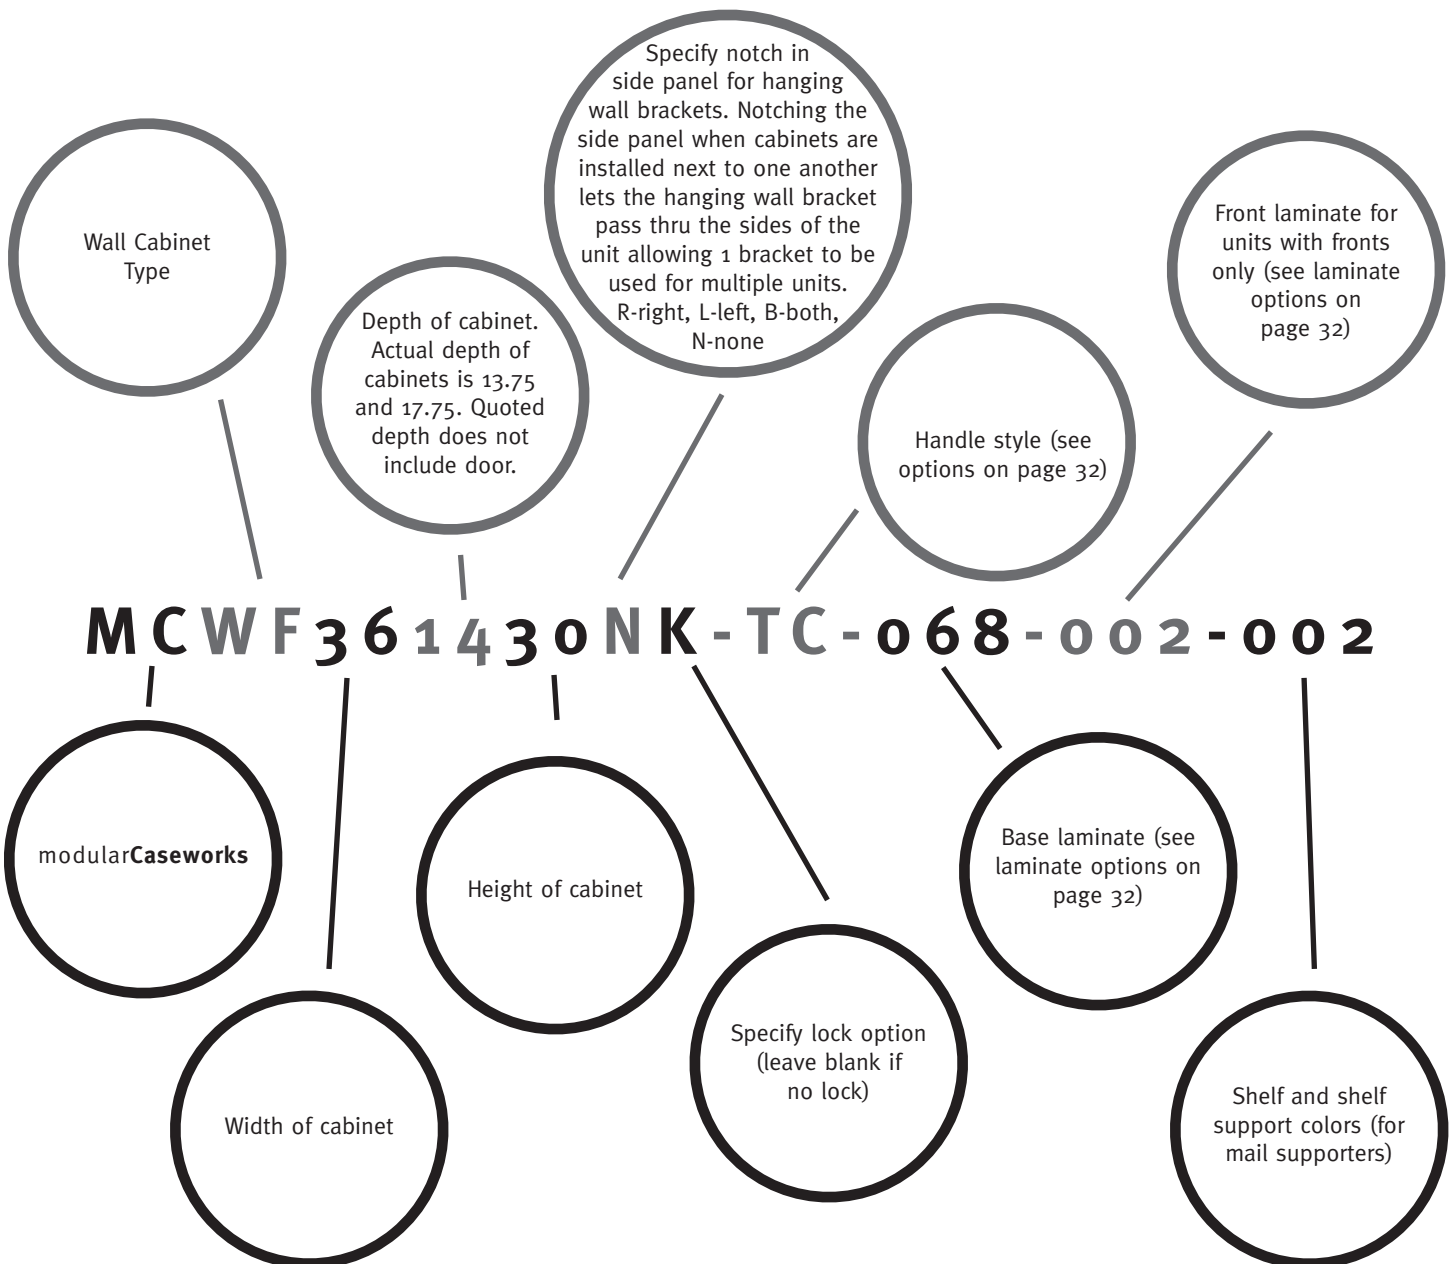 Specify notch in
side panel for hanging
wall brackets. Notching the
side panel when cabinets are
installed next to one another
lets the hanging wall bracket
pass thru the sides of the
unit allowing 1 bracket to be
used for multiple units.
R-right, L-left, B-both,
N-none
Wall Cabinet
Type
Depth of cabinet.
Actual depth of
cabinets is 13.75
and 17.75. Quoted
depth does not
include door.
Handle style (see
options on page 32)
Front laminate for
units with fronts
only (see laminate
options on
page 32)
MCWF361430NK-TC-068-002-002
modularCaseworks
Width of cabinet
Height of cabinet
Specify lock option
(leave blank if
no lock)
Base laminate (see
laminate options on
page 32)
Shelf and shelf
support colors (for
mail supporters)